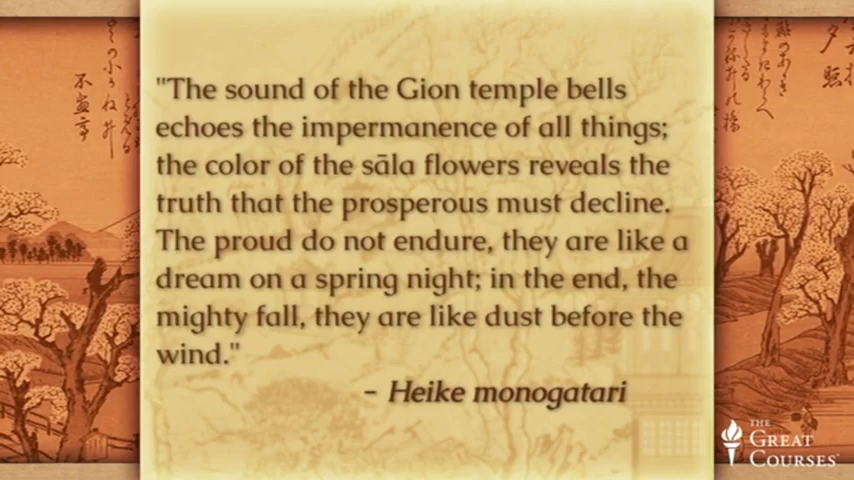 "The sound of the Gion temple bells
echoes the impermanence of all things;
the color of the sāla flowers reveals the
truth that the prosperous must decline.
The proud do not endure, they are like a
dream on a spring night; in the end, the
mighty fall, they are like dust before the
wind."
- Heike monogatari
THE
GREAT
COURSES